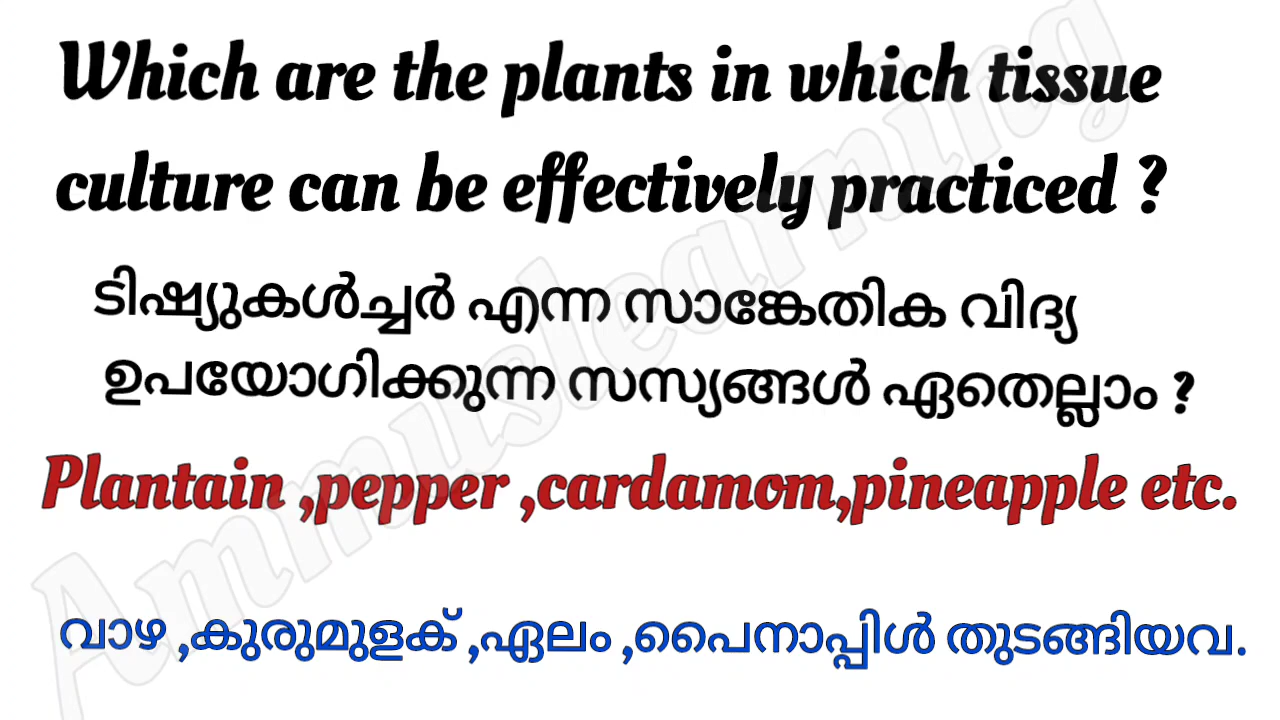 Which are the plants in which tissue
culture can be effectively practiced ?
ടിഷ്യുകൾച്ചർ എന്ന സാങ്കേതിക വിദ്യ
ഉപയോഗിക്കുന്ന സസ്യങ്ങൾ ഏതെല്ലാം ?
Plantain ,pepper ,cardamom,pineapple etc.
വാഴ ,കുരുമുളക് ,ഏലം ,പൈനാപ്പിൾ തുടങ്ങിയവ.
Ammuslearning